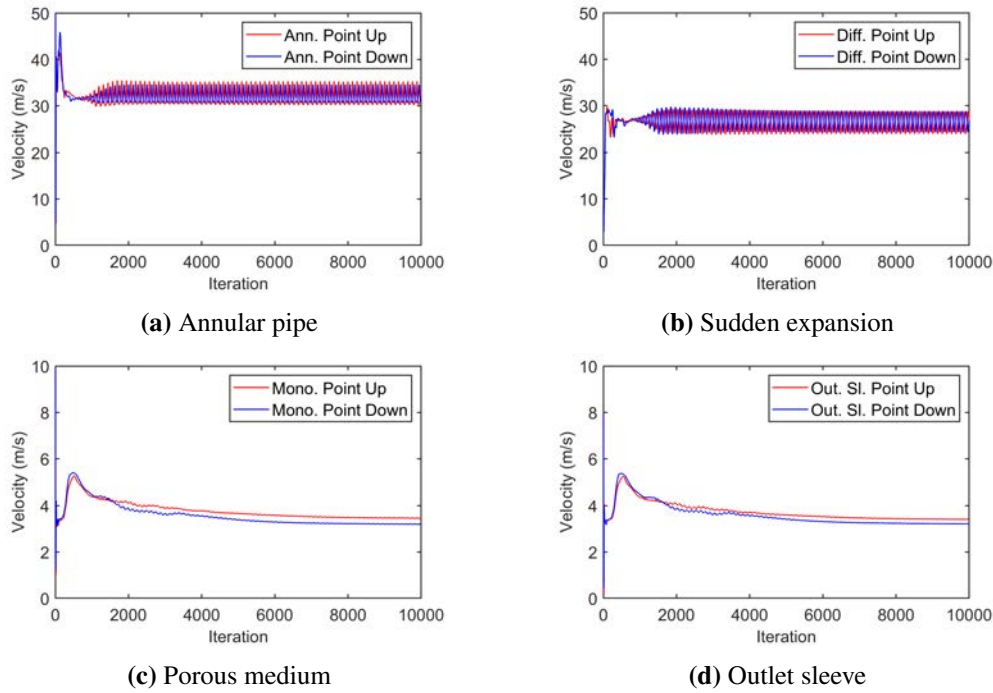 50
40
30
20
10
0
Velocity (m/s)
Ann. Point Up
Ann. Point Down
0 2000 4000 6000 8000 10000
Iteration
(a) Annular pipe
50
40
30
20
10
0
Velocity (m/s)
Diff. Point Up
Diff. Point Down
0 2000 4000 6000 8000 10000
Iteration
(b) Sudden expansion
10
8
6
4
2
0
Velocity (m/s)
Mono. Point Up
Mono. Point Down
0 2000 4000 6000 8000 10000
Iteration
(c) Porous medium
10
8
6
4
2
0
Velocity (m/s)
Out. Sl. Point Up
Out. Sl. Point Down
0 2000 4000 6000 8000 10000
Iteration
(d) Outlet sleeve